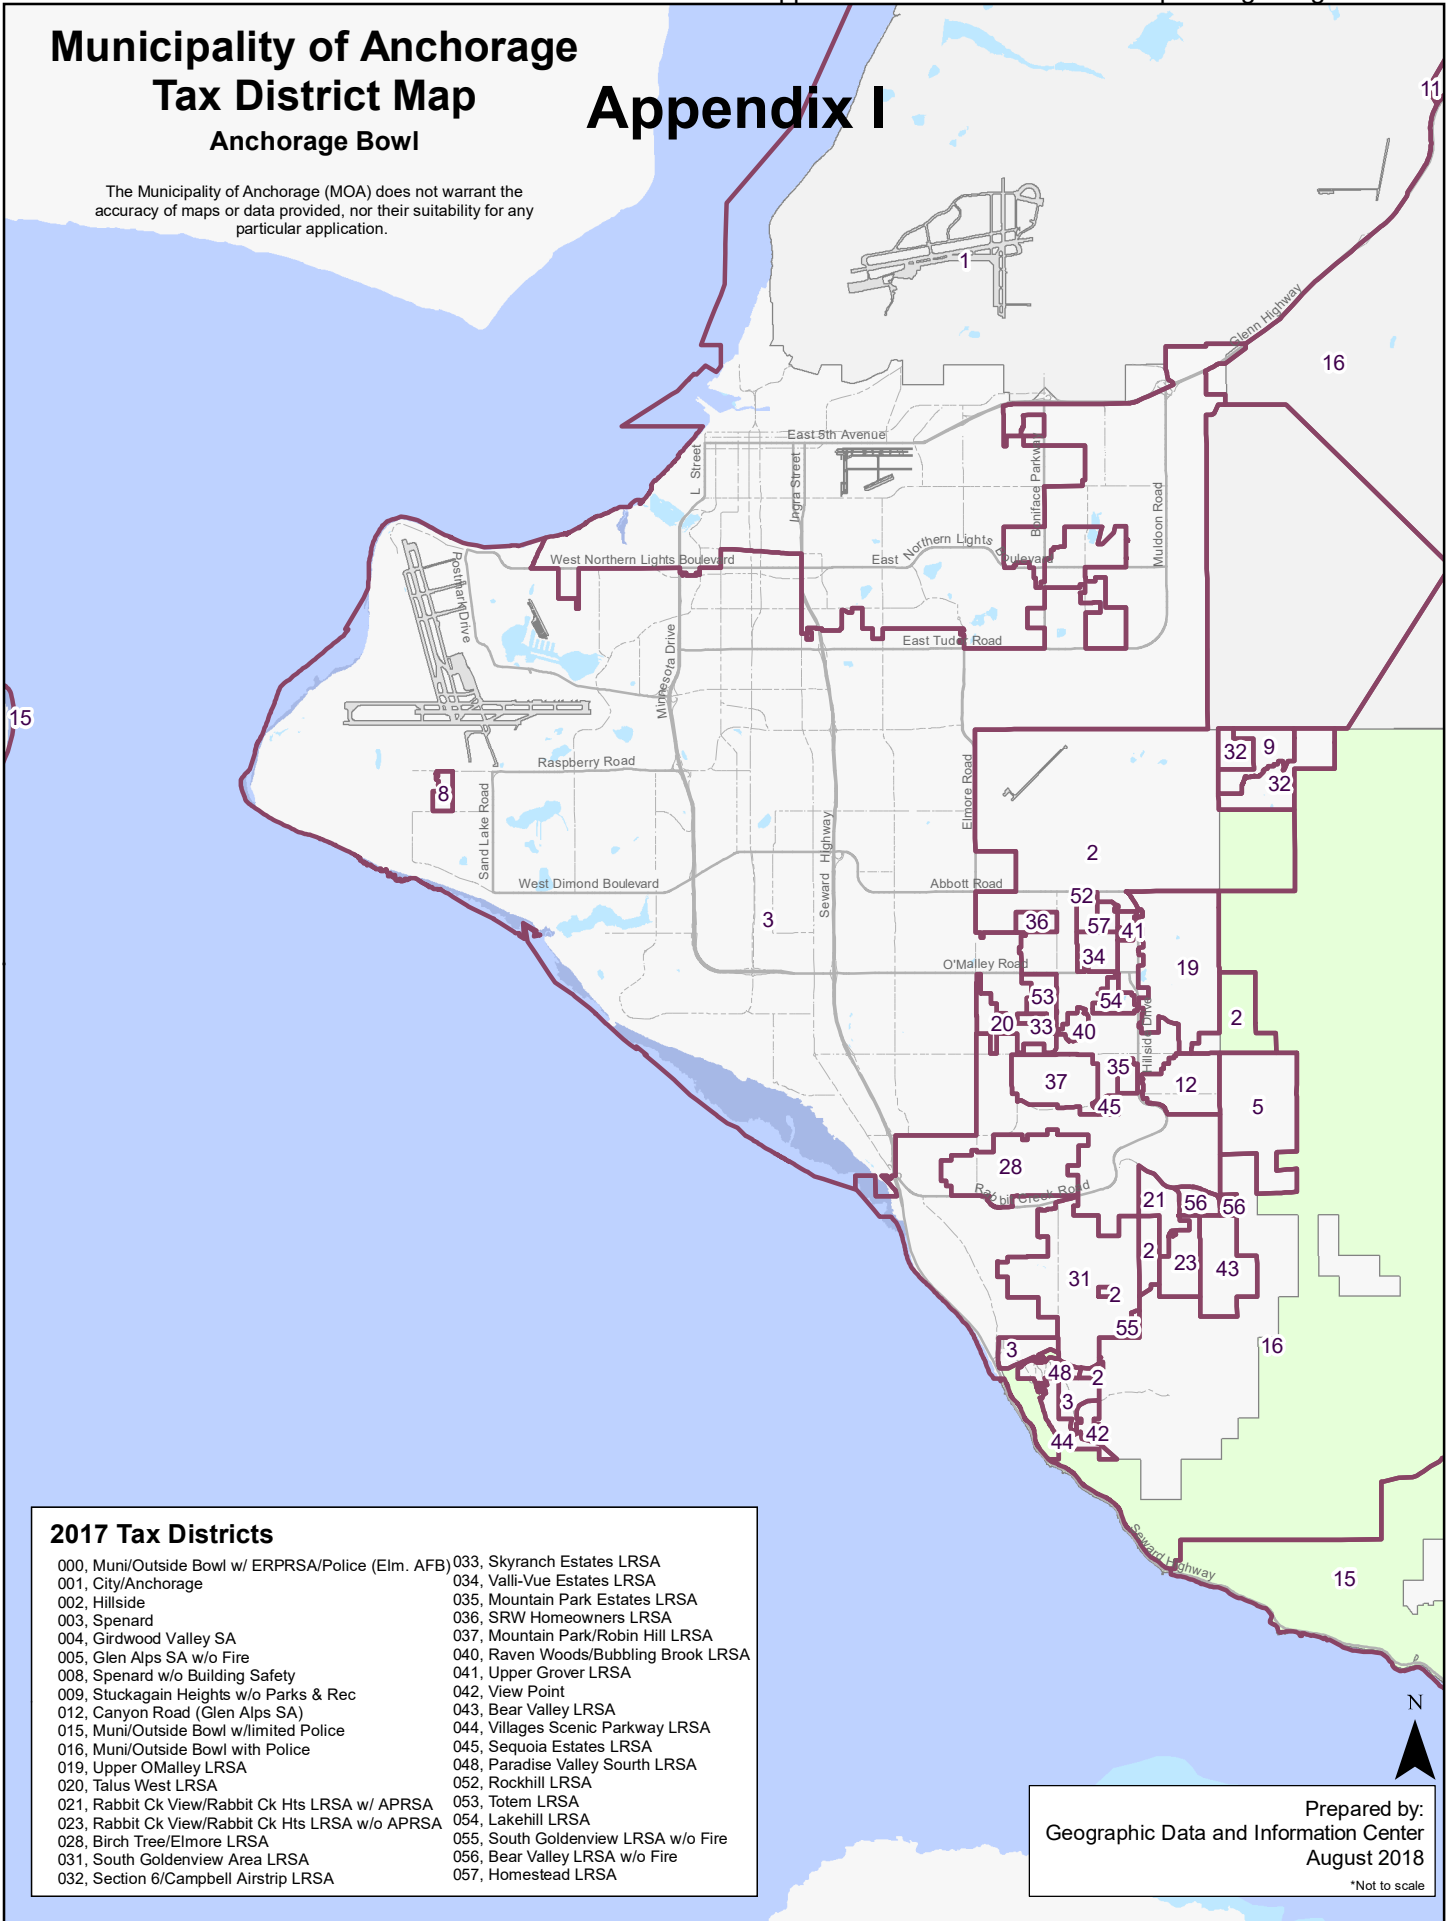 Municipality of Anchorage
Tax District Map
Anchorage Bowl
Appendix I
The Municipality of Anchorage (MOA) does not warrant the
accuracy of maps or data provided, nor their suitability for any
particular application.
11
1
Glenn Highway
16
East 5th Avenue
L Street
Ingra Street
Boniface Parkway
Muldoon Road
West Northern Lights Boulevard
East Northern Lights Boulevard
Postmark Drive
East Tudor Road
Minnesota Drive
15
32
9
32
Raspberry Road
8
Sand Lake Road
Elmore Road
Seward Highway
2
West Dimond Boulevard
Abbott Road
3
52
36
57
41
34
O'Malley Road
19
53
54
20
33
40
2
Hillside Drive
35
37
12
45
5
28
Rabbit Creek Road
21
56
56
2
23
43
31
2
55
3
16
48
2
3
42
44
Seward Highway
15
2017 Tax Districts
000, Muni/Outside Bowl w/ ERPRSA/Police (Elm. AFB)
001, City/Anchorage
002, Hillside
003, Spenard
004, Girdwood Valley SA
005, Glen Alps SA w/o Fire
008, Spenard w/o Building Safety
009, Stuckagain Heights w/o Parks & Rec
012, Canyon Road (Glen Alps SA)
015, Muni/Outside Bowl w/limited Police
016, Muni/Outside Bowl with Police
019, Upper OMalley LRSA
020, Talus West LRSA
021, Rabbit Ck View/Rabbit Ck Hts LRSA w/ APRSA
023, Rabbit Ck View/Rabbit Ck Hts LRSA w/o APRSA
028, Birch Tree/Elmore LRSA
031, South Goldenview Area LRSA
032, Section 6/Campbell Airstrip LRSA
033, Skyranch Estates LRSA
034, Valli-Vue Estates LRSA
035, Mountain Park Estates LRSA
036, SRW Homeowners LRSA
037, Mountain Park/Robin Hill LRSA
040, Raven Woods/Bubbling Brook LRSA
041, Upper Grover LRSA
042, View Point
043, Bear Valley LRSA
044, Villages Scenic Parkway LRSA
045, Sequoia Estates LRSA
048, Paradise Valley Sourth LRSA
052, Rockhill LRSA
053, Totem LRSA
054, Lakehill LRSA
055, South Goldenview LRSA w/o Fire
056, Bear Valley LRSA w/o Fire
057, Homestead LRSA
N
Prepared by:
Geographic Data and Information Center
August 2018
*Not to scale